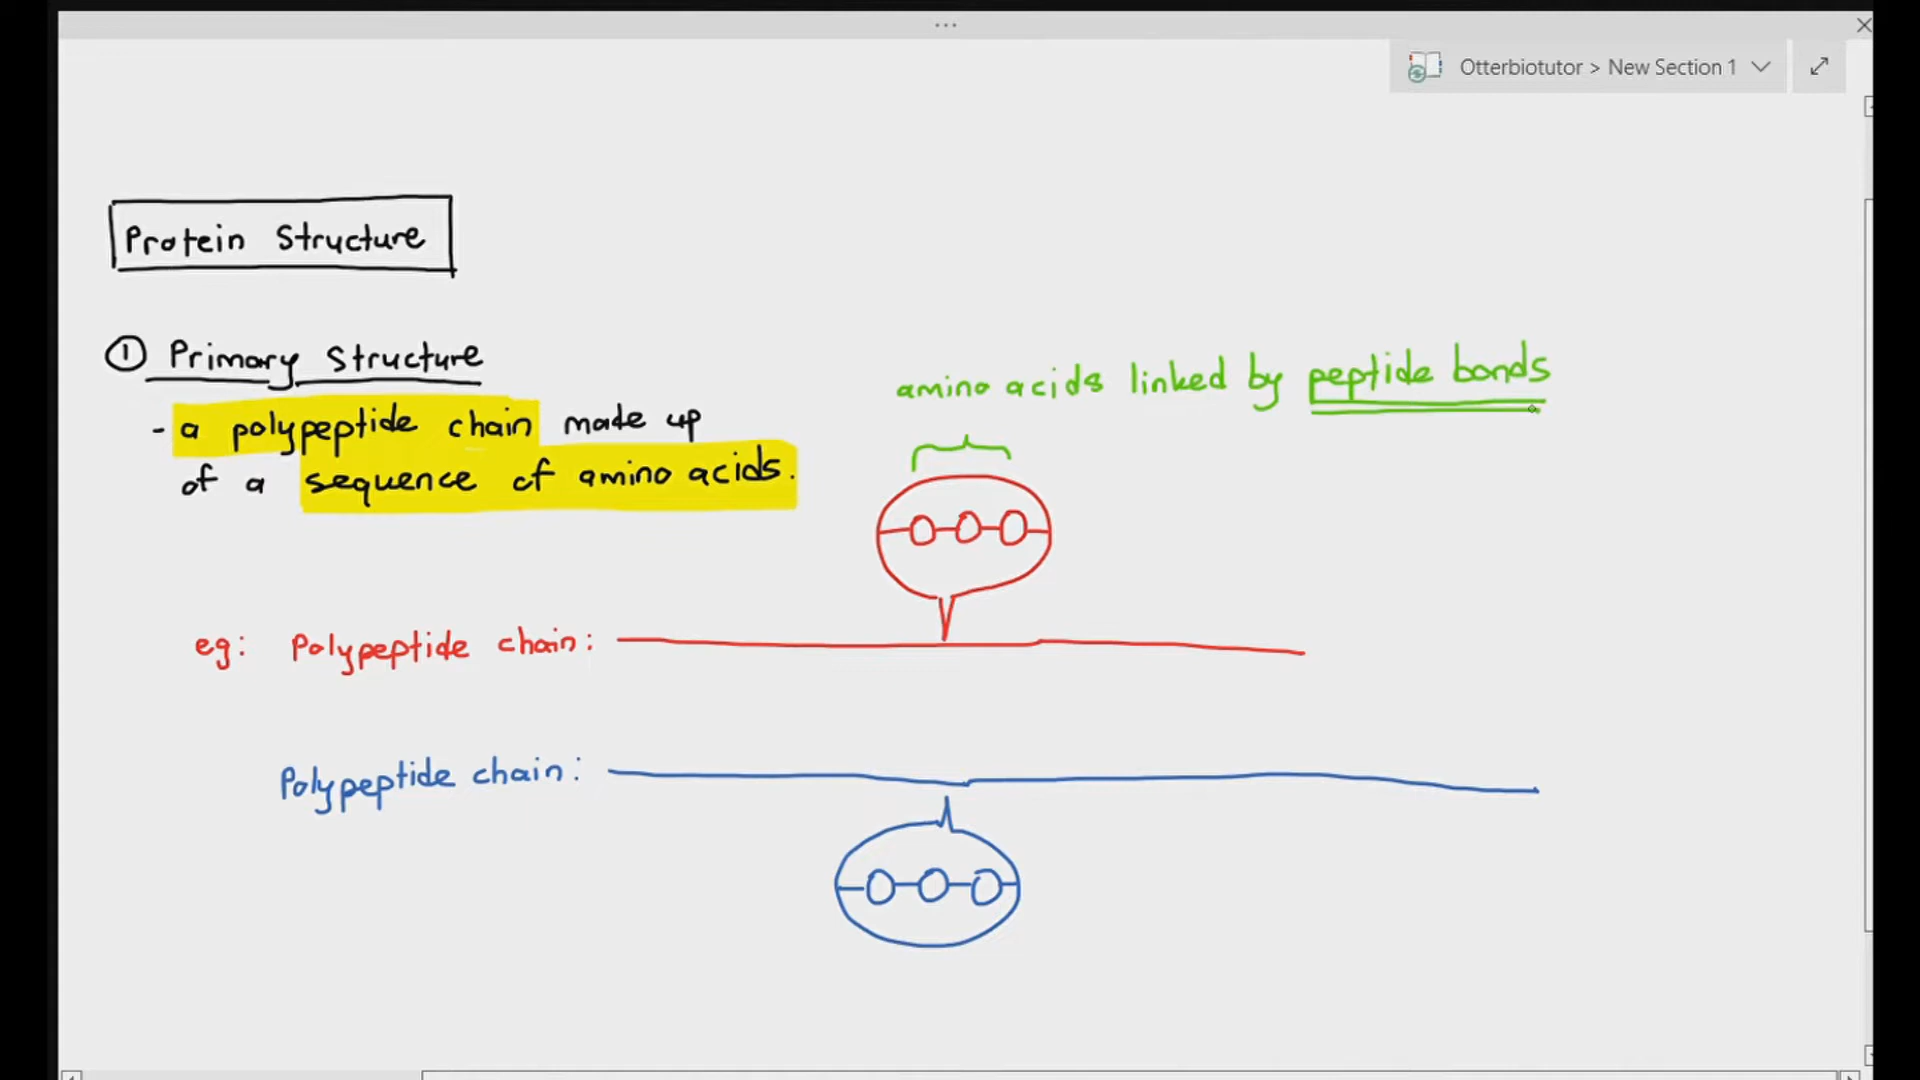 Otterbiotutor > New Section 1
Protein Structure
① Primary Structure
- a polypeptide chain made up
of a sequence of amino acids.
amino acids linked by peptide bonds
eg: Polypeptide chain:
Polypeptide chain: